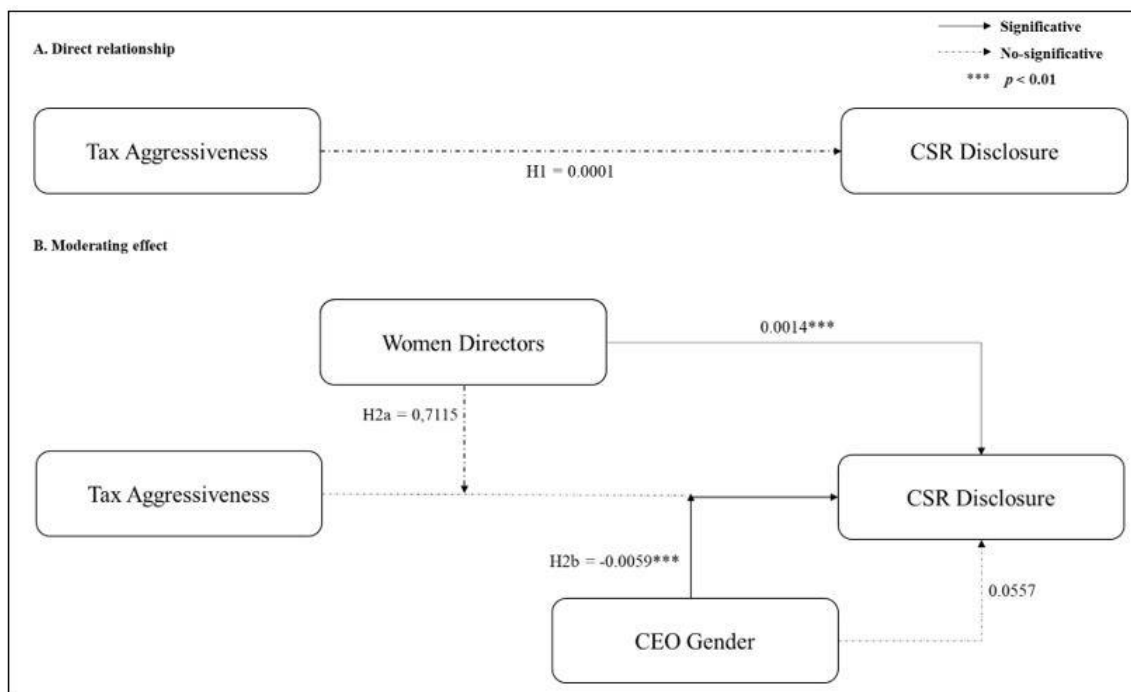 Significative
A. Direct relationship
No-significative
*** p < 0.01
Tax Aggressiveness
CSR Disclosure
H1 = 0.0001
B. Moderating effect
0.0014***
Women Directors
H2a = 0,7115
Tax Aggressiveness
CSR Disclosure
H2b = -0.0059***
0.0557
CEO Gender